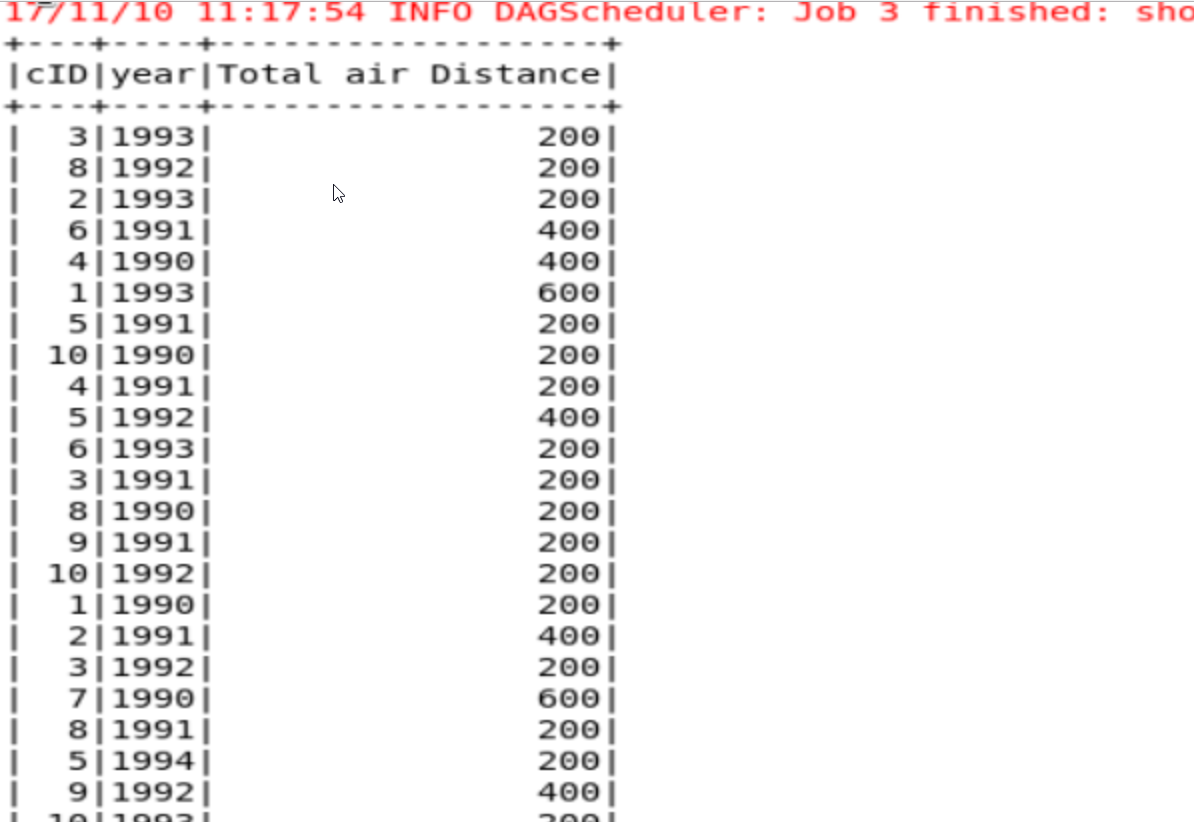 17/11/10 11:17:54 INFO DAGScheduler: Job 3 finished: sho
+----+----+------------------+
|cID|year|Total air Distance|
+----+----+------------------+
|  3|1993|               200|
|  8|1992|               200|
|  2|1993|               200|
|  6|1991|               400|
|  4|1990|               400|
|  1|1993|               600|
|  5|1991|               200|
| 10|1990|               200|
|  4|1991|               200|
|  5|1992|               400|
|  6|1993|               200|
|  3|1991|               200|
|  8|1990|               200|
|  9|1991|               200|
| 10|1992|               200|
|  1|1990|               200|
|  2|1991|               400|
|  3|1992|               200|
|  7|1990|               600|
|  8|1991|               200|
|  5|1994|               200|
|  9|1992|               400|